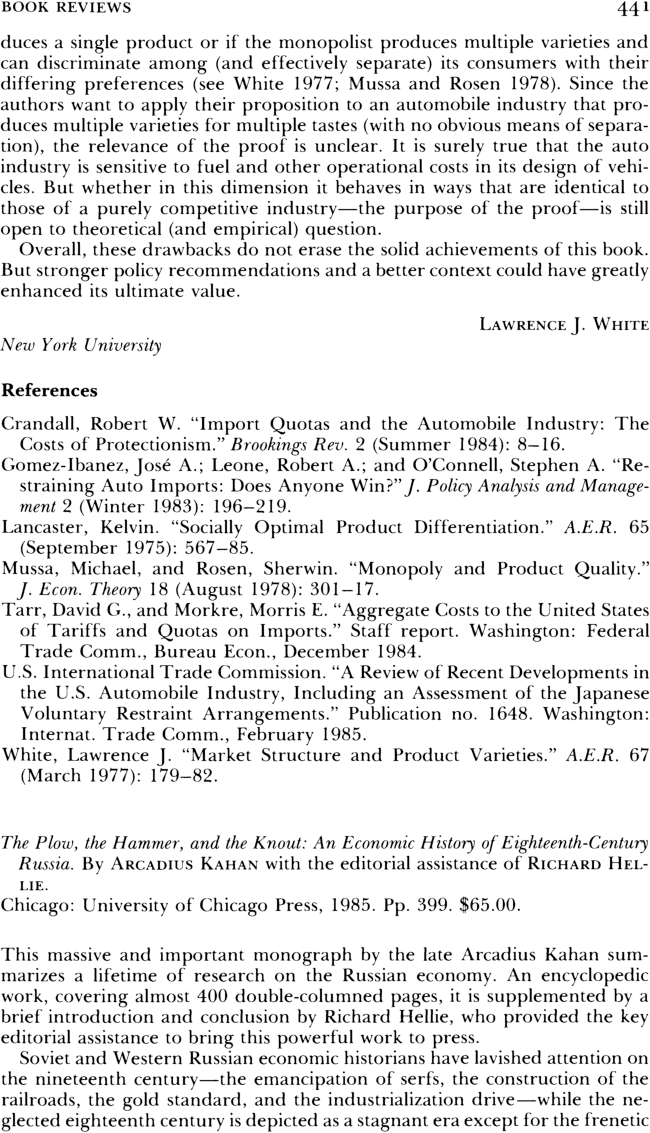 BOOK REVIEWS 441
duces a single product or if the monopolist produces multiple varieties and
can discriminate among (and effectively separate) its consumers with their
differing preferences (see White 1977; Mussa and Rosen 1978). Since the
authors want to apply their proposition to an automobile industry that pro-
duces multiple varieties for multiple tastes (with no obvious means of separa-
tion), the relevance of the proof is unclear. It is surely true that the auto
industry is sensitive to fuel and other operational costs in its design of vehi-
cles. But whether in this dimension it behaves in ways that are identical to
those of a purely competitive industry—the purpose of the proof—is still
open to theoretical (and empirical) question.
Overall, these drawbacks do not erase the solid achievements of this book.
But stronger policy recommendations and a better context could have greatly
enhanced its ultimate value.
LAWRENCE J. WHITE
New York University
References
Crandall, Robert W. “Import Quotas and the Automobile Industry: The
Costs of Protectionism.” Brookings Rev. 2 (Summer 1984): 8–16.
Gomez-Ibanez, José A.; Leone, Robert A.; and O'Connell, Stephen A. “Re-
straining Auto Imports: Does Anyone Win?” J. Policy Analysis and Manage-
ment 2 (Winter 1983): 196–219.
Lancaster, Kelvin. “Socially Optimal Product Differentiation.” A.E.R. 65
(September 1975): 567–85.
Mussa, Michael, and Rosen, Sherwin. “Monopoly and Product Quality.”
J. Econ. Theory 18 (August 1978): 301–17.
Tarr, David G., and Morkre, Morris E. “Aggregate Costs to the United States
of Tariffs and Quotas on Imports.” Staff report. Washington: Federal
Trade Comm., Bureau Econ., December 1984.
U.S. International Trade Commission. “A Review of Recent Developments in
the U.S. Automobile Industry, Including an Assessment of the Japanese
Voluntary Restraint Arrangements.” Publication no. 1648. Washington:
Internat. Trade Comm., February 1985.
White, Lawrence J. “Market Structure and Product Varieties.” A.E.R. 67
(March 1977): 179–82.
The Plow, the Hammer, and the Knout: An Economic History of Eighteenth-Century
Russia. By ARCADIUS KAHAN with the editorial assistance of RICHARD HEL-
LIE.
Chicago: University of Chicago Press, 1985. Pp. 399. $65.00.
This massive and important monograph by the late Arcadius Kahan sum-
marizes a lifetime of research on the Russian economy. An encyclopedic
work, covering almost 400 double-columned pages, it is supplemented by a
brief introduction and conclusion by Richard Hellie, who provided the key
editorial assistance to bring this powerful work to press.
Soviet and Western Russian economic historians have lavished attention on
the nineteenth century—the emancipation of serfs, the construction of the
railroads, the gold standard, and the industrialization drive—while the ne-
glected eighteenth century is depicted as a stagnant era except for the frenetic